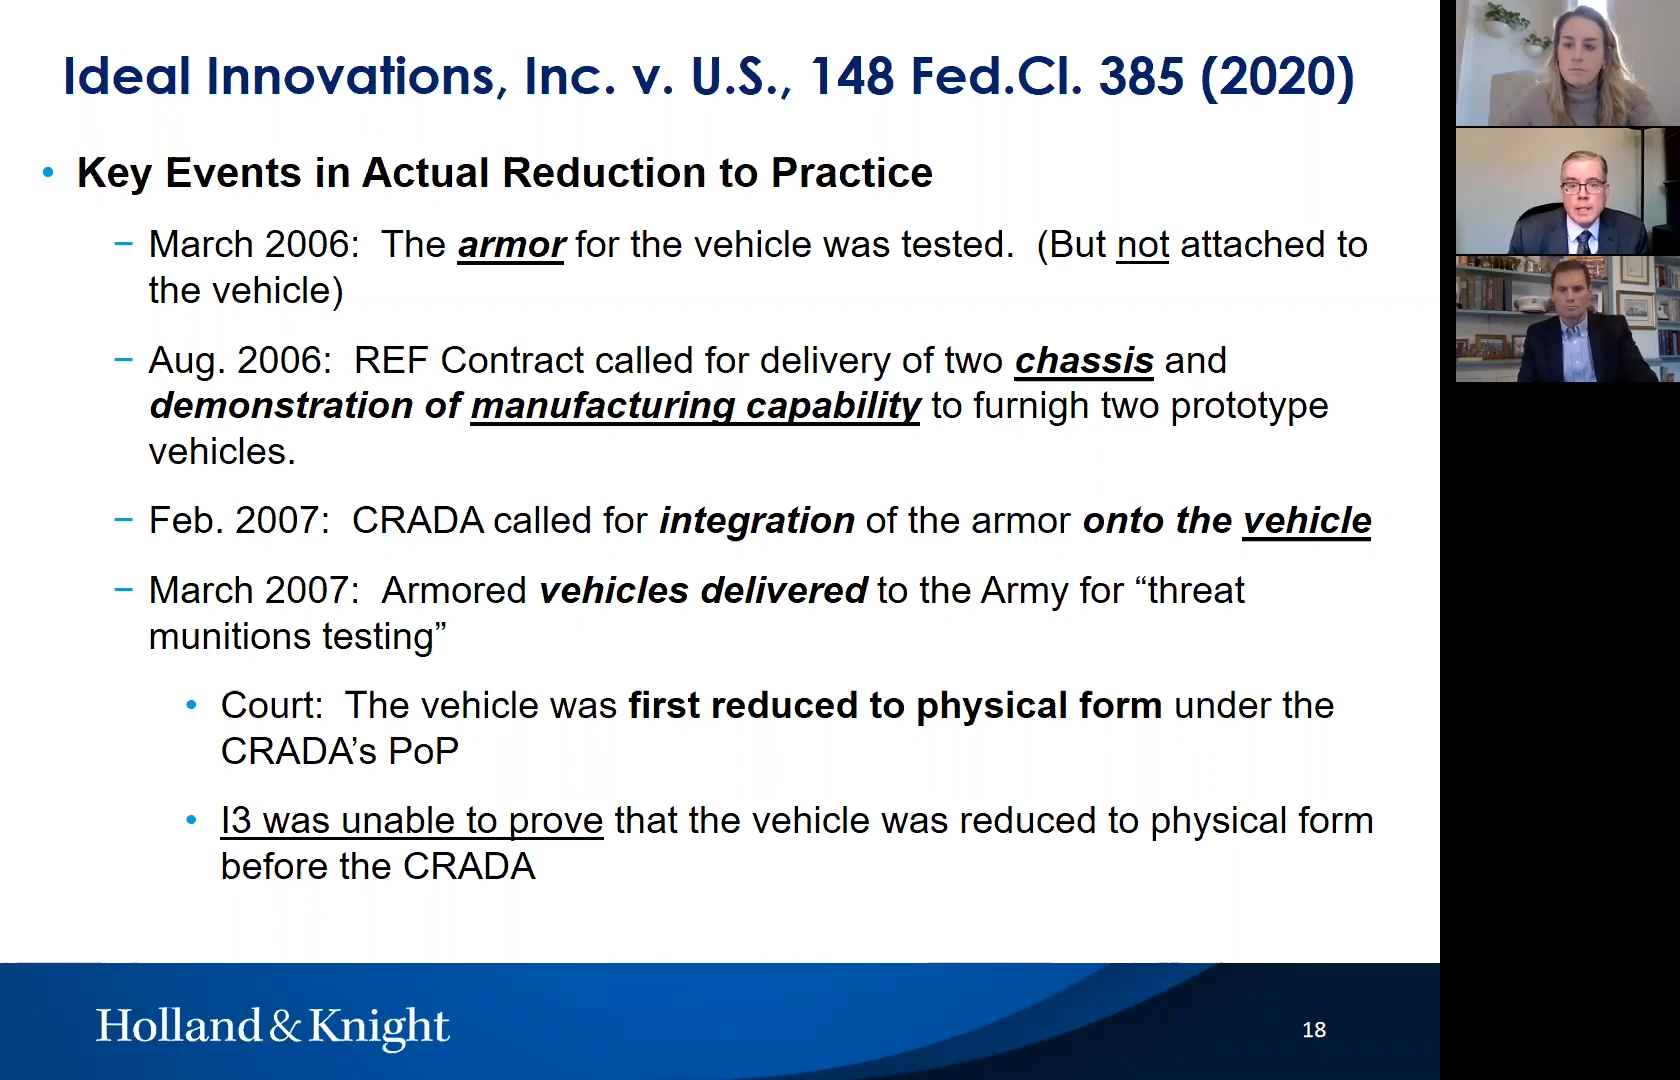 Ideal Innovations, Inc. v. U.S., 148 Fed.Cl. 385 (2020)
• Key Events in Actual Reduction to Practice
− March 2006: The armor for the vehicle was tested. (But not attached to
the vehicle)
− Aug. 2006: REF Contract called for delivery of two chassis and
demonstration of manufacturing capability to furnigh two prototype
vehicles.
− Feb. 2007: CRADA called for integration of the armor onto the vehicle
− March 2007: Armored vehicles delivered to the Army for “threat
munitions testing”
• Court: The vehicle was first reduced to physical form under the
CRADA’s PoP
• I3 was unable to prove that the vehicle was reduced to physical form
before the CRADA
Holland & Knight
18